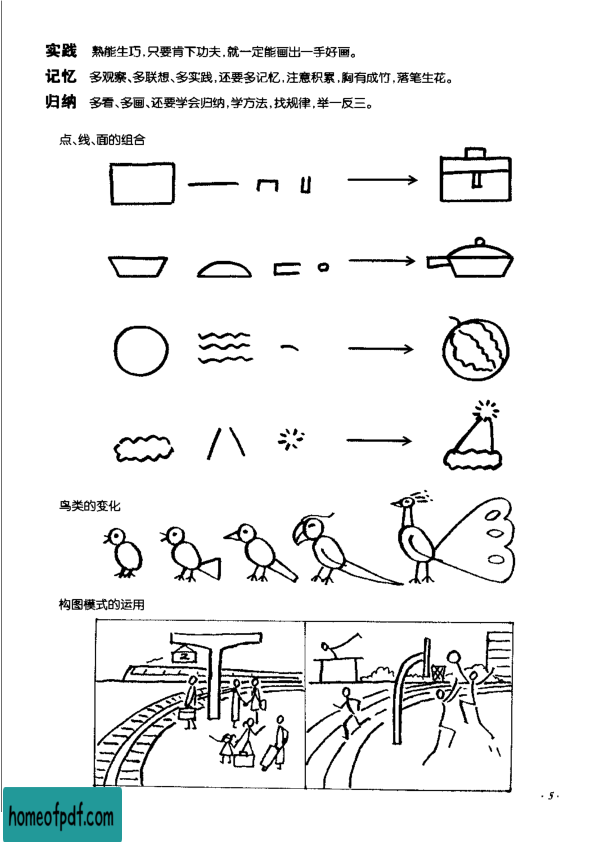 实践 熟能生巧,只要肯下功夫,就一定能画出一手好画。
记忆 多观察、多联想、多实践,还要多记忆,注意积累,胸有成竹,落笔生花。
归纳 多看、多画、还要学会归纳,学方法,找规律,举一反三。
点、线、面的组合
鸟类的变化
构图模式的运用
· 5 ·
homeofpdf.com